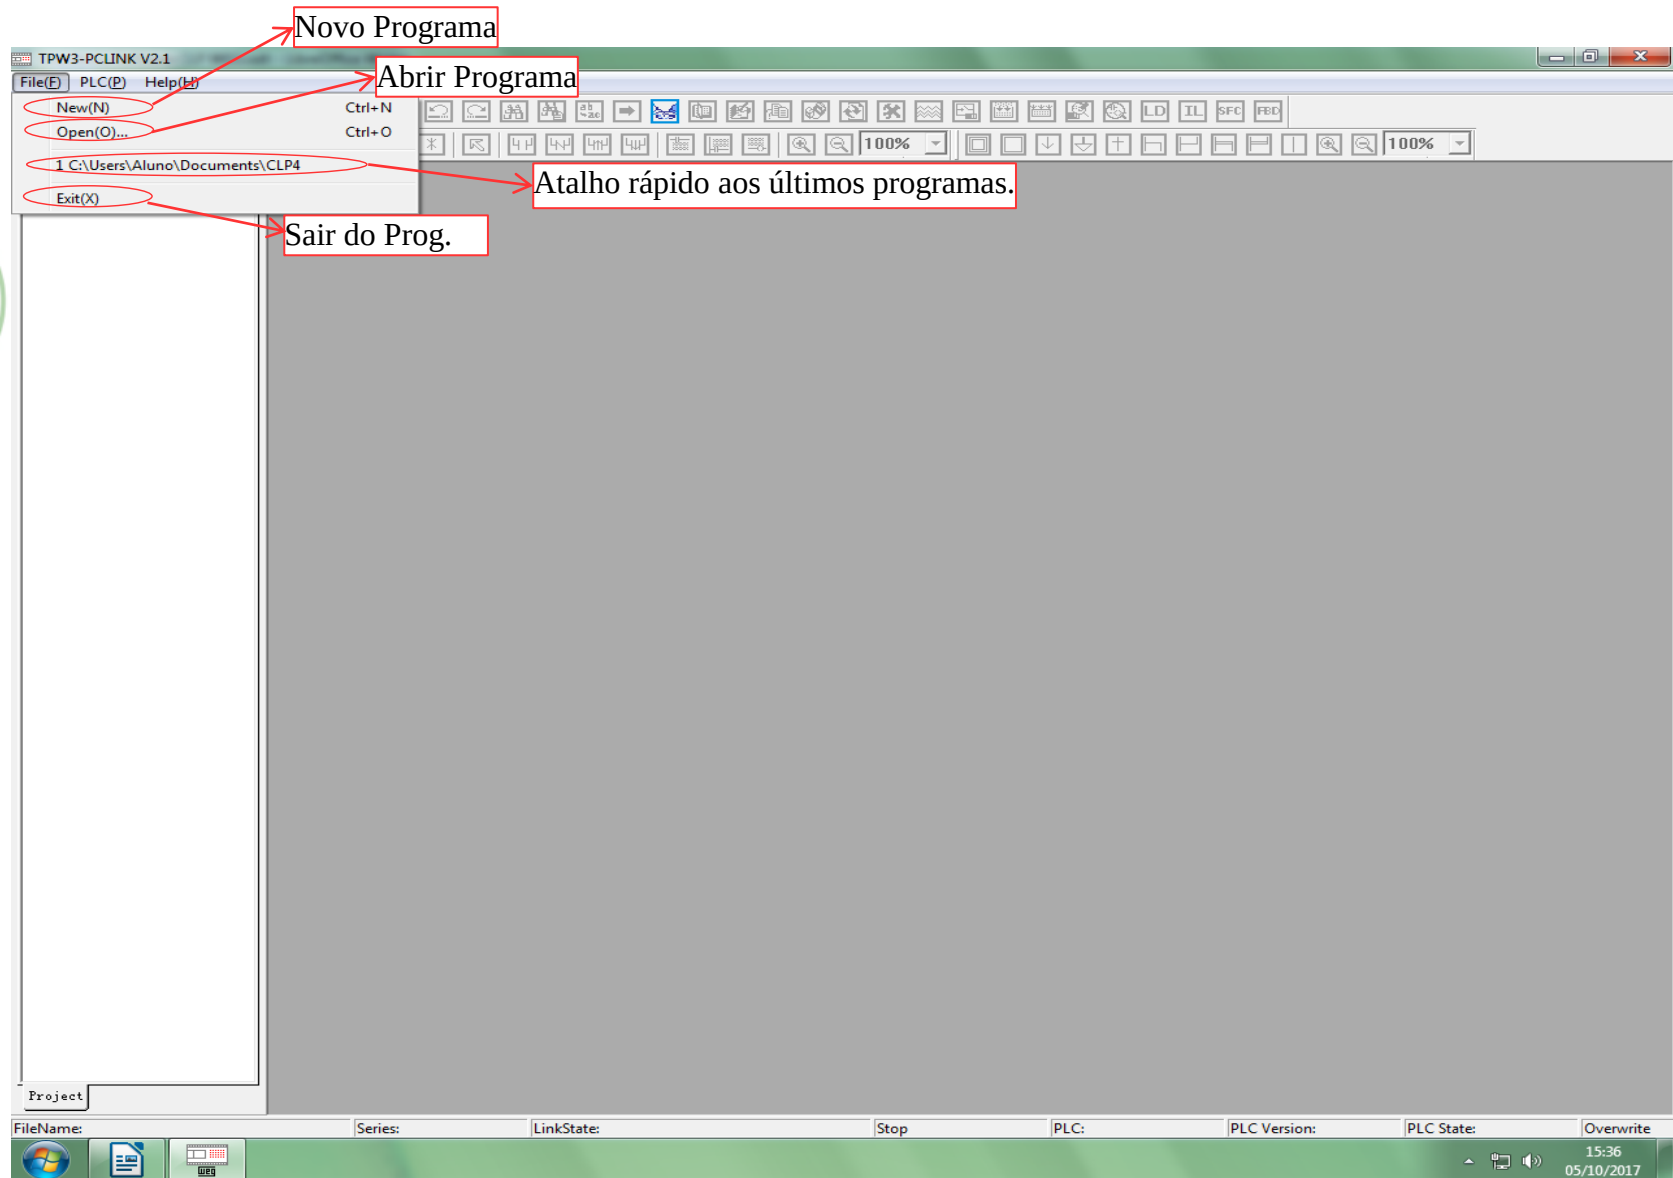 Novo Programa
TPW3-PCLINK V2.1
Abrir Programa
File(F) PLC(P) Help(H)
New(N) Ctrl+N
Open(O)... Ctrl+O
LD IL SFC FBD
100% 100%
1 C:\Users\Aluno\Documents\CLP4
Atalho rápido aos últimos programas.
Exit(X)
Sair do Prog.
Project
FileName: Series: LinkState: Stop PLC: PLC Version: PLC State: Overwrite
weg
15:36
05/10/2017